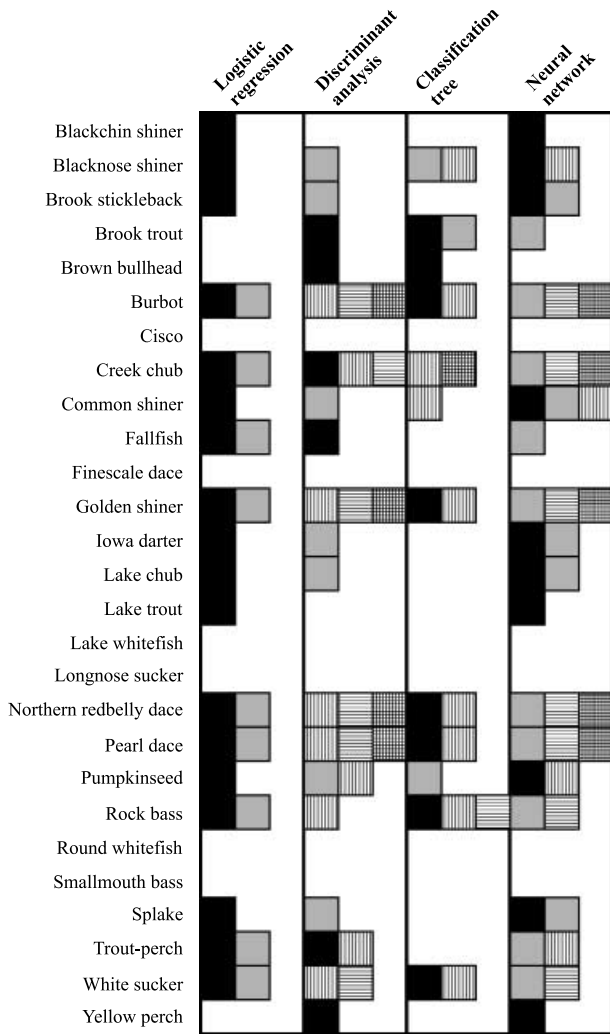 Logistic
regression
Discriminant
analysis
Classification
tree
Neural
network
Blackchin shiner
Blacknose shiner
Brook stickleback
Brook trout
Brown bullhead
Burbot
Cisco
Creek chub
Common shiner
Fallfish
Finescale dace
Golden shiner
Iowa darter
Lake chub
Lake trout
Lake whitefish
Longnose sucker
Northern redbelly dace
Pearl dace
Pumpkinseed
Rock bass
Round whitefish
Smallmouth bass
Splake
Trout-perch
White sucker
Yellow perch